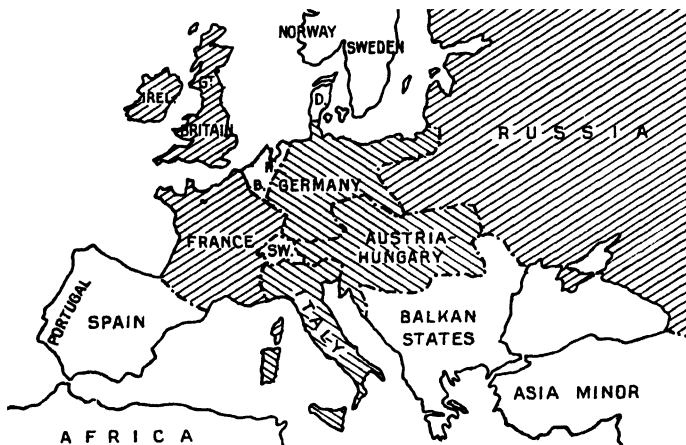 NORWAY
SWEDEN
D.
IREL.
GT.
BRITAIN
RUSSIA
H.
B.
GERMANY
FRANCE
SW.
AUSTRIA-
HUNGARY
PORTUGAL
SPAIN
ITALY
BALKAN
STATES
ASIA MINOR
AFRICA